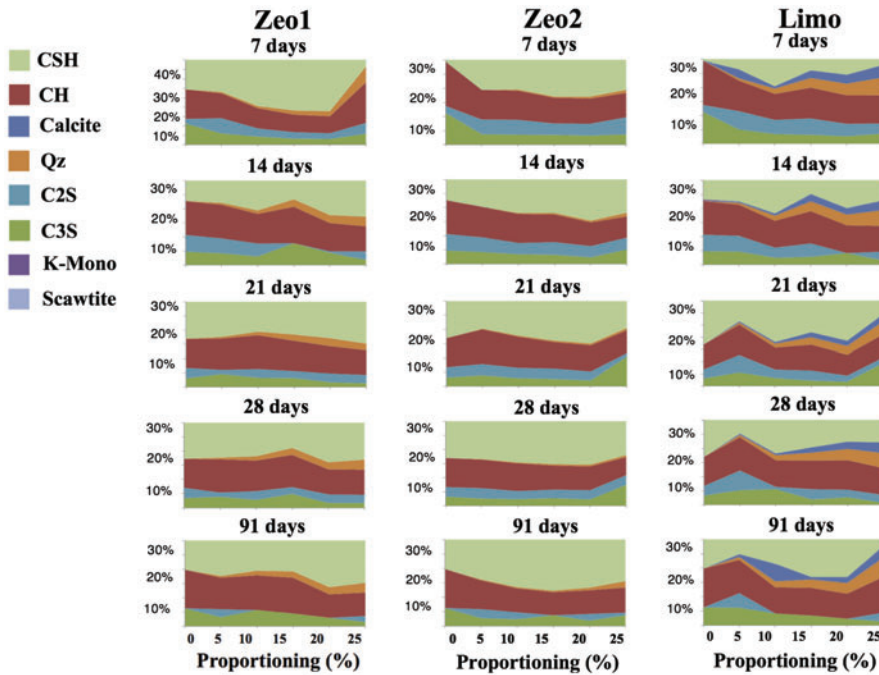 Zeo1 Zeo2 Limo
7 days 7 days 7 days
CSH
CH
Calcite
Qz
C2S
C3S
K-Mono
Scawtite
40% 30% 30%
30% 20% 20%
20%
10% 10% 10%
14 days 14 days 14 days
30% 30% 30%
20% 20% 20%
10% 10% 10%
21 days 21 days 21 days
30% 30% 30%
20% 20% 20%
10% 10% 10%
28 days 28 days 28 days
30% 30% 30%
20% 20% 20%
10% 10% 10%
91 days 91 days 91 days
30% 30% 30%
20% 20% 20%
10% 10% 10%
0 5 10 15 20 25 0 5 10 15 20 25 0 5 10 15 20 25
Proportioning (%) Proportioning (%) Proportioning (%)